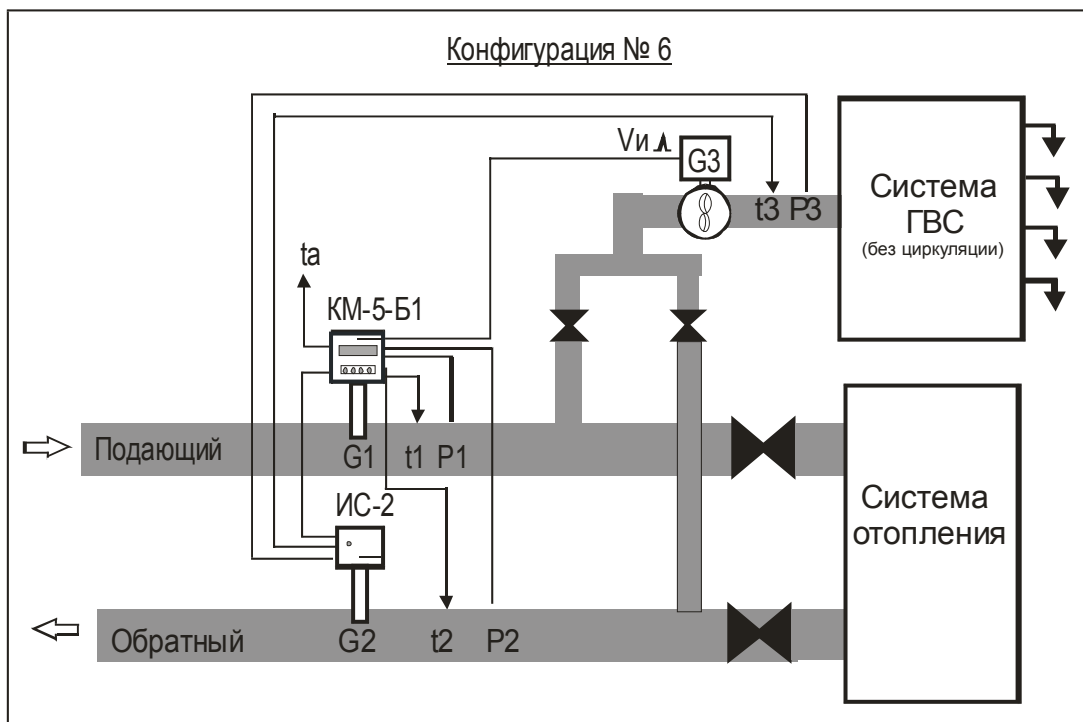 Конфигурация № 6
Vи
G3
t3 P3
Система
ГВС
(без циркуляции)
ta
КМ-5-Б1
Подающий
G1 t1 P1
ИС-2
Система
отопления
Обратный
G2 t2 P2